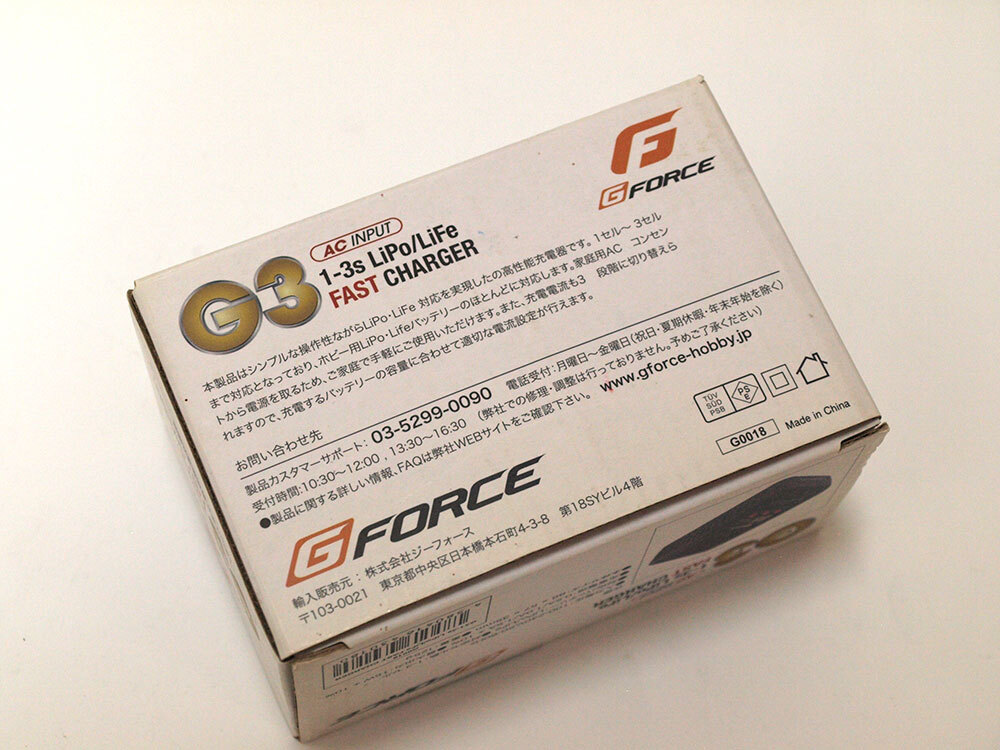 G FORCE
AC INPUT
G3
1-3s LiPo/LiFe
FAST CHARGER
本製品はシンプルな操作性ながらLiPo・LiFe 対応を実現したの高性能充電器です。1セル～ 3セル
まで対応となっており、ホビー用LiPo・Lifeバッテリーのほとんどに対応します。家庭用AC コンセン
トから電源を取るため、ご家庭で手軽にご使用いただけます。また、充電電流も3 段階に切り替えら
れますので、充電するバッテリーの容量に合わせて適切な電流設定が行えます。
お問い合わせ先
製品カスタマーサポート: 03-5299-0090 電話受付: 月曜日～金曜日(祝日・夏期休暇・年末年始を除く)
受付時間:10:30～12:00 , 13:30～16:30 (弊社での修理・調整は行っておりません。予めご了承ください)
●製品に関する詳しい情報、FAQは弊社WEBサイトをご確認下さい。 www.gforce-hobby.jp
TÜV
SÜD
PSB
PS
E
G0018 Made in China
G FORCE
輸入販売元 : 株式会社ジーフォース
〒103-0021 東京都中央区日本橋本石町4-3-8 第18SYビル4階